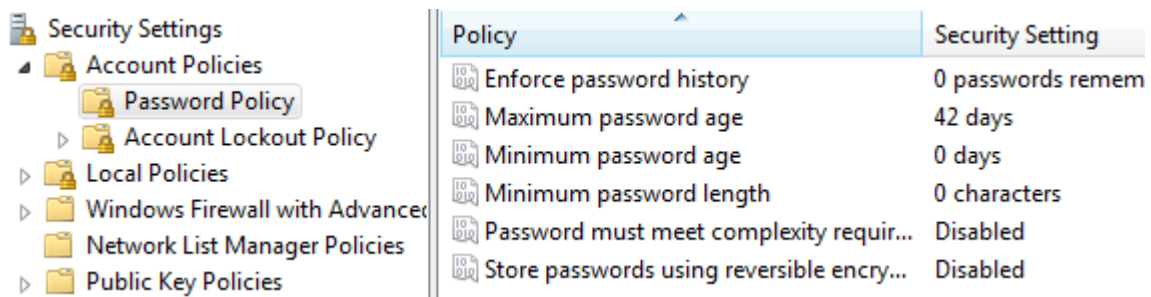 Security Settings
Account Policies
Password Policy
Account Lockout Policy
Local Policies
Windows Firewall with Advanced
Network List Manager Policies
Public Key Policies
Policy Security Setting
Enforce password history 0 passwords remem
Maximum password age 42 days
Minimum password age 0 days
Minimum password length 0 characters
Password must meet complexity requir... Disabled
Store passwords using reversible encry... Disabled